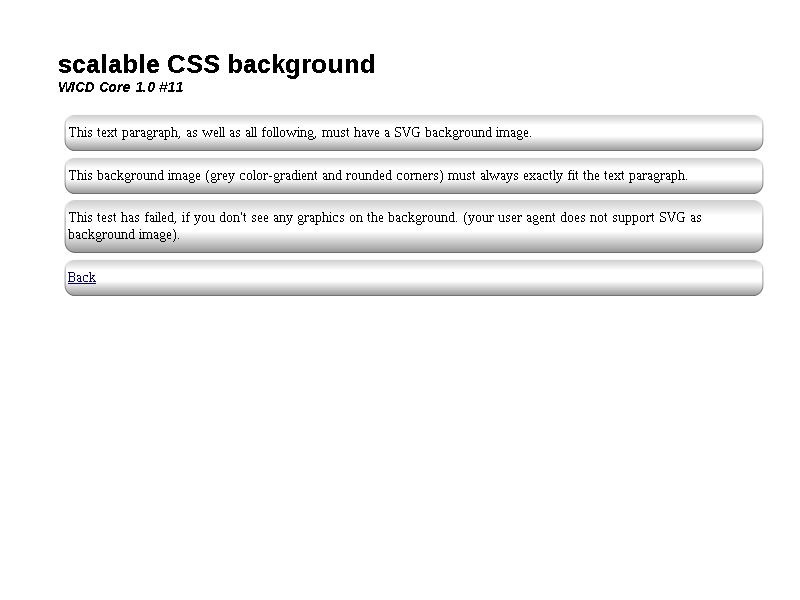 scalable CSS background
WICD Core 1.0 #11
This text paragraph, as well as all following, must have a SVG background image.
This background image (grey color-gradient and rounded corners) must always exactly fit the text paragraph.
This test has failed, if you don't see any graphics on the background. (your user agent does not support SVG as
background image).
Back